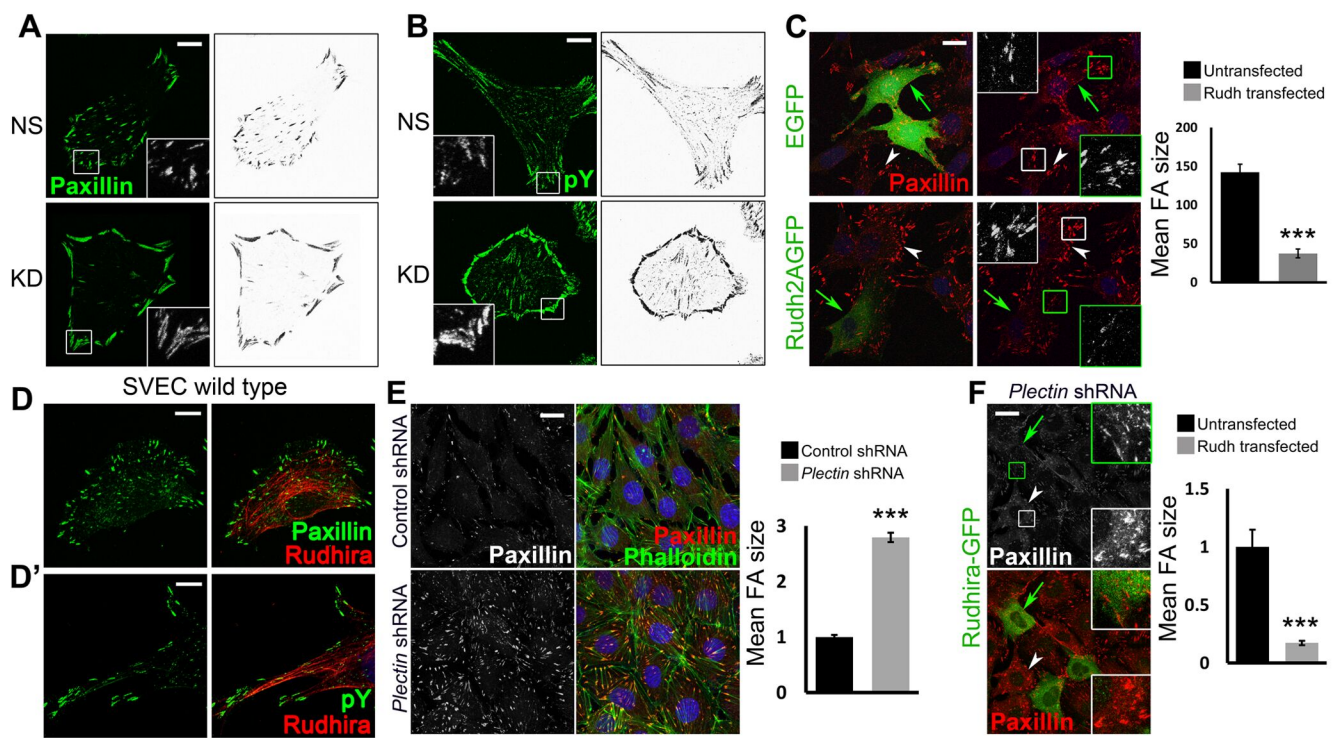 A
NS
Paxillin
KD
B
NS
pY
KD
C
EGFP
Paxillin
Rudh2AGFP
Untransfected
Rudh transfected
Mean FA size
200
150
100
50
0
***
SVEC wild type
D
Paxillin
Rudhira
D'
pY
Rudhira
E
Control shRNA
Paxillin
Paxillin
Phalloidin
Plectin shRNA
Control shRNA
Plectin shRNA
Mean FA size
3
2
1
0
***
F
Plectin shRNA
Rudhira-GFP
Paxillin
Paxillin
Untransfected
Rudh transfected
Mean FA size
1.5
1
0.5
0
***